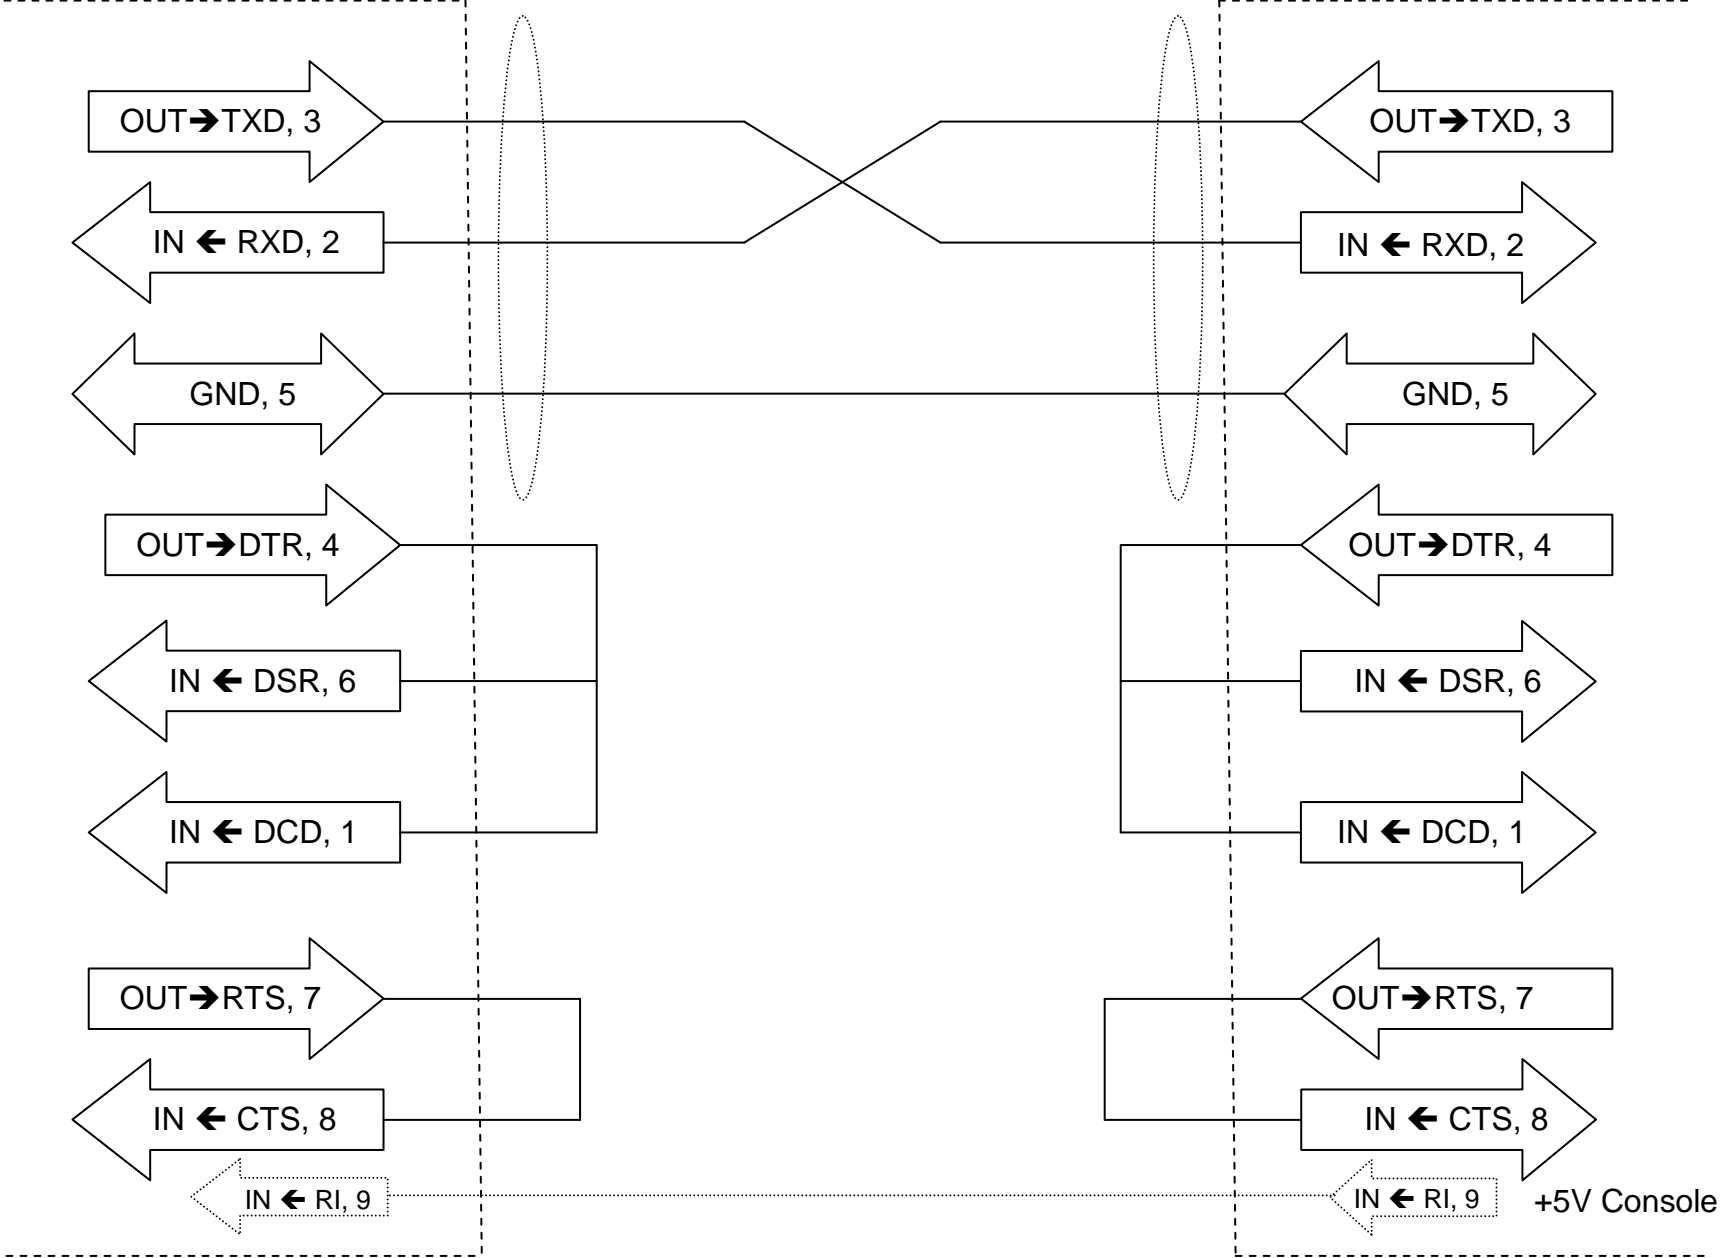 OUT➔TXD, 3
OUT➔TXD, 3
IN 🡰 RXD, 2
IN 🡰 RXD, 2
GND, 5
GND, 5
OUT➔DTR, 4
OUT➔DTR, 4
IN 🡰 DSR, 6
IN 🡰 DSR, 6
IN 🡰 DCD, 1
IN 🡰 DCD, 1
OUT➔RTS, 7
OUT➔RTS, 7
IN 🡰 CTS, 8
IN 🡰 CTS, 8
IN 🡰 RI, 9
IN 🡰 RI, 9
+5V Console